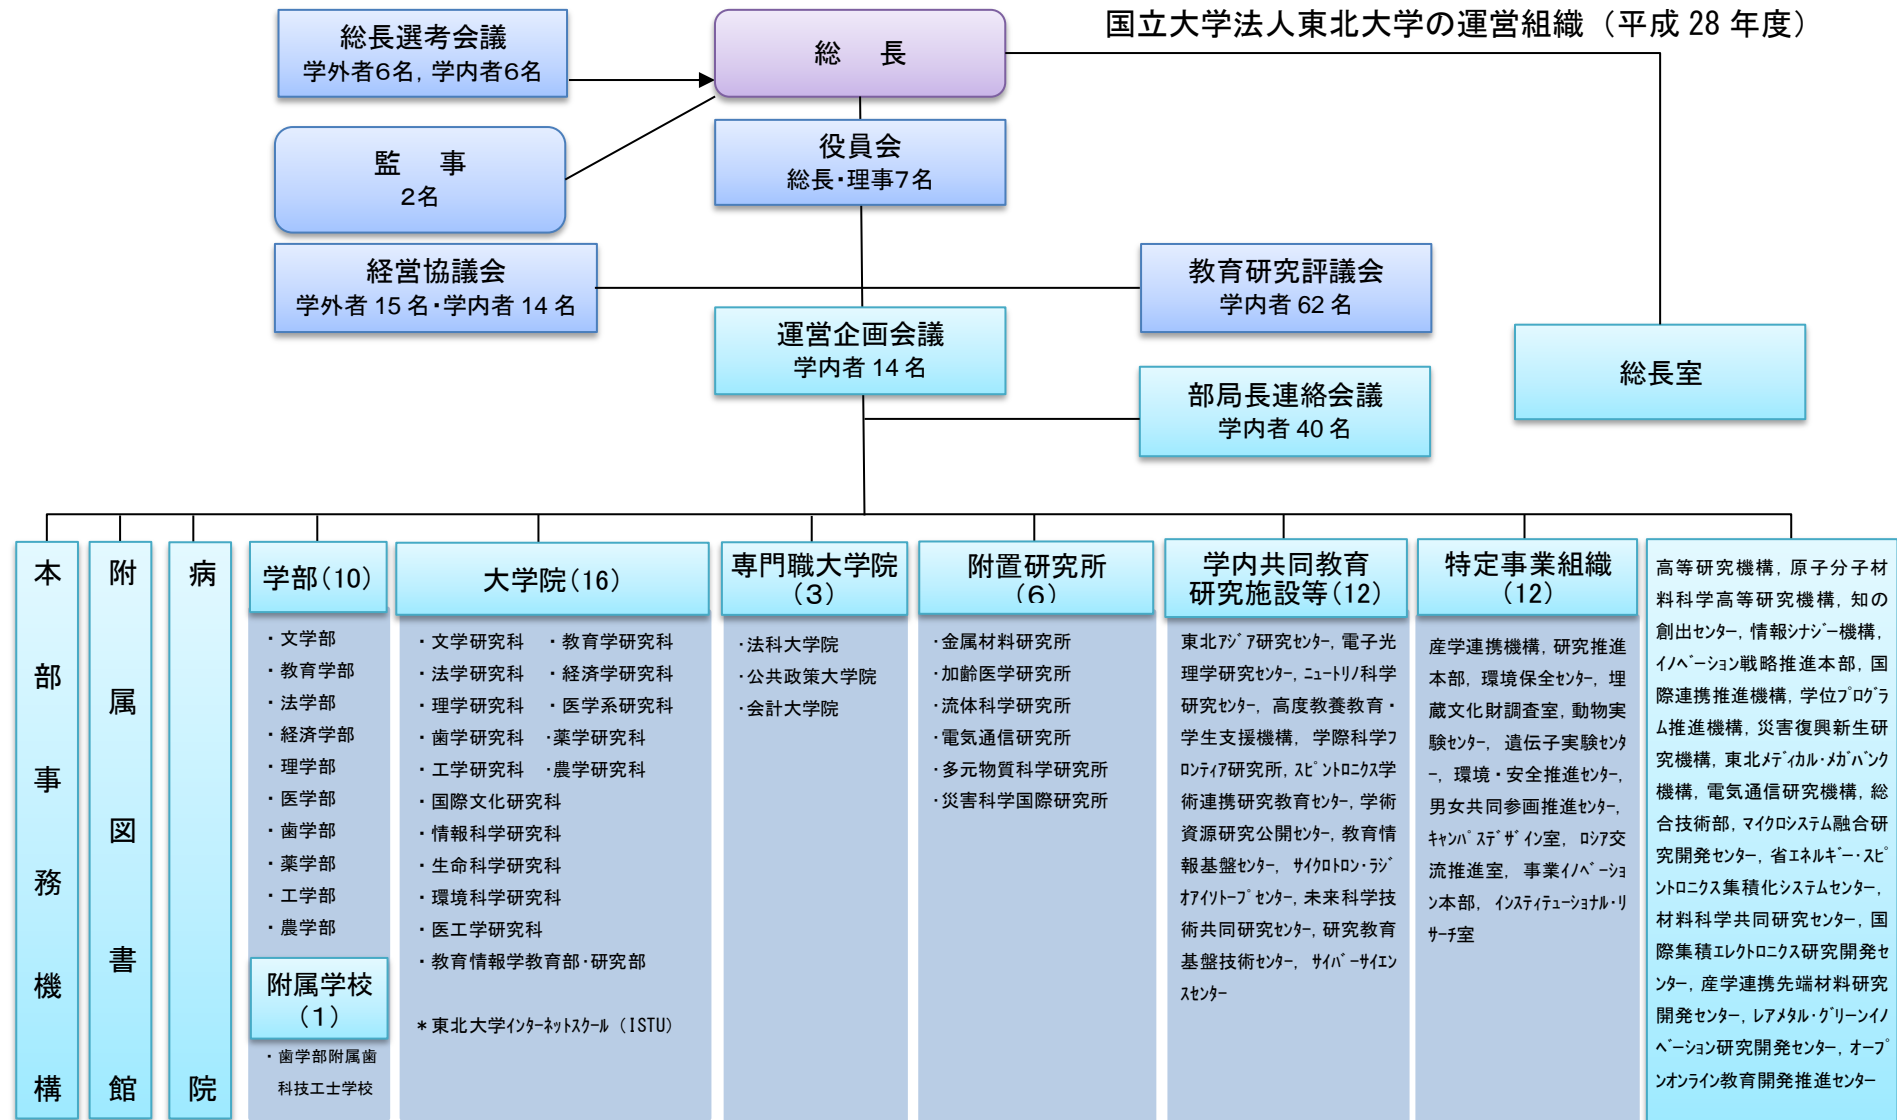 国立大学法人東北大学の運営組織（平成 28 年度）
総長選考会議
学外者6名，学内者6名
総　長
監　事
2名
役員会
総長・理事7名
経営協議会
学外者 15 名・学内者 14 名
教育研究評議会
学内者 62 名
運営企画会議
学内者 14 名
総長室
部局長連絡会議
学内者 40 名
本部事務機構
附属図書館
病院
学部（10）
・文学部
・教育学部
・法学部
・経済学部
・理学部
・医学部
・歯学部
・薬学部
・工学部
・農学部
附属学校
（1）
・歯学部附属歯
科技工士学校
大学院（16）
・文学研究科　・教育学研究科
・法学研究科　・経済学研究科
・理学研究科　・医学系研究科
・歯学研究科　・薬学研究科
・工学研究科　・農学研究科
・国際文化研究科
・情報科学研究科
・生命科学研究科
・環境科学研究科
・医工学研究科
・教育情報学教育部・研究部
＊東北大学ｲﾝﾀｰﾈｯﾄｽｸｰﾙ（ISTU）
専門職大学院
（3）
・法科大学院
・公共政策大学院
・会計大学院
附置研究所
（6）
・金属材料研究所
・加齢医学研究所
・流体科学研究所
・電気通信研究所
・多元物質科学研究所
・災害科学国際研究所
学内共同教育
研究施設等（12）
東北ｱｼﾞｱ研究ｾﾝﾀｰ，電子光
理学研究ｾﾝﾀｰ，ﾆｭｰﾄﾘﾉ科学
研究ｾﾝﾀｰ，高度教養教育・
学生支援機構，学際科学ﾌ
ﾛﾝﾃｨｱ研究所，ｽﾋﾟﾝﾄﾛﾆｸｽ学
術連携研究教育ｾﾝﾀｰ，学術
資源研究公開ｾﾝﾀｰ，教育情
報基盤ｾﾝﾀｰ，ｻｲｸﾛﾄﾛﾝ・ﾗｼﾞ
ｵｱｲｿﾄｰﾌﾟｾﾝﾀｰ，未来科学技
術共同研究ｾﾝﾀｰ，研究教育
基盤技術ｾﾝﾀｰ，ｻｲﾊﾞｰｻｲｴﾝ
ｽｾﾝﾀｰ
特定事業組織
（12）
産学連携機構，研究推進
本部，環境保全ｾﾝﾀｰ，埋
蔵文化財調査室，動物実
験ｾﾝﾀｰ，遺伝子実験ｾﾝﾀ
ｰ，環境・安全推進ｾﾝﾀｰ，
男女共同参画推進ｾﾝﾀｰ，
ｷｬﾝﾊﾟｽﾃﾞｻﾞｲﾝ室，ﾛｼｱ交
流推進室，事業ｲﾉﾍﾞｰｼｮ
ﾝ本部，ｲﾝｽﾃｨﾃｭｰｼｮﾅﾙ・ﾘ
ｻｰﾁ室
高等研究機構，原子分子材
料科学高等研究機構，知の
創出ｾﾝﾀｰ，情報ｼﾅｼﾞｰ機構，
ｲﾉﾍﾞｰｼｮﾝ戦略推進本部，国
際連携推進機構，学位ﾌﾟﾛｸﾞﾗ
ﾑ推進機構，災害復興新生研
究機構，東北ﾒﾃﾞｨｶﾙ・ﾒｶﾞﾊﾞﾝｸ
機構，電気通信研究機構，総
合技術部，ﾏｲｸﾛｼｽﾃﾑ融合研
究開発ｾﾝﾀｰ，省ｴﾈﾙｷﾞｰ・ｽﾋﾟ
ﾝﾄﾛﾆｸｽ集積化ｼｽﾃﾑｾﾝﾀｰ，
材料科学共同研究ｾﾝﾀｰ，国
際集積ｴﾚｸﾄﾛﾆｸｽ研究開発ｾ
ﾝﾀｰ，産学連携先端材料研究
開発ｾﾝﾀｰ，ﾚｱﾒﾀﾙ・ｸﾞﾘｰﾝｲﾉ
ﾍﾞｰｼｮﾝ研究開発ｾﾝﾀｰ，ｵｰﾌﾟ
ﾝｵﾝﾗｲﾝ教育開発推進ｾﾝﾀｰ